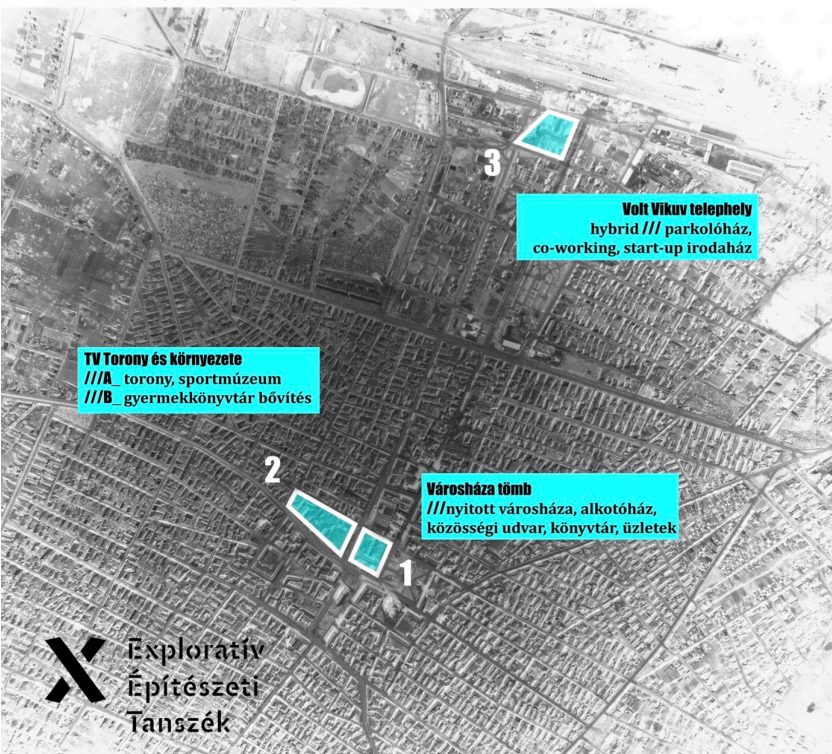 3
Volt Vikuv telephely
hybrid /// parkolóház,
co-working, start-up irodaház
TV Torony és környezete
///A_ torony, sportmúzeum
///B_ gyermekkönyvtár bővítés
2
Városháza tömb
///nyitott városháza, alkotóház,
közösségi udvar, könyvtár, üzletek
1
X Exploratív
Építészeti
Tanszék